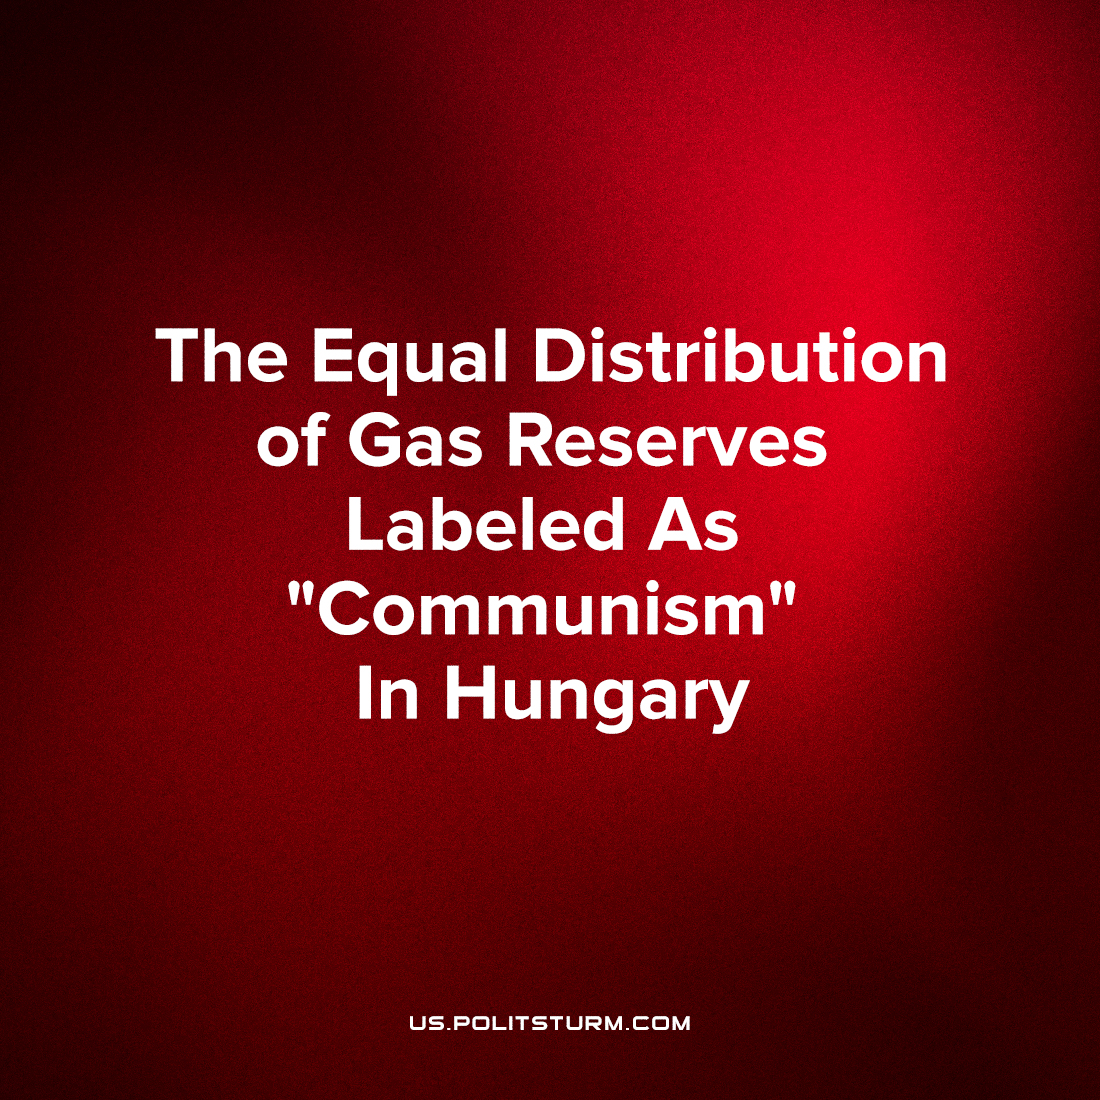 The Equal Distribution
of Gas Reserves
Labeled As
"Communism"
In Hungary
US.POLITSTURM.COM